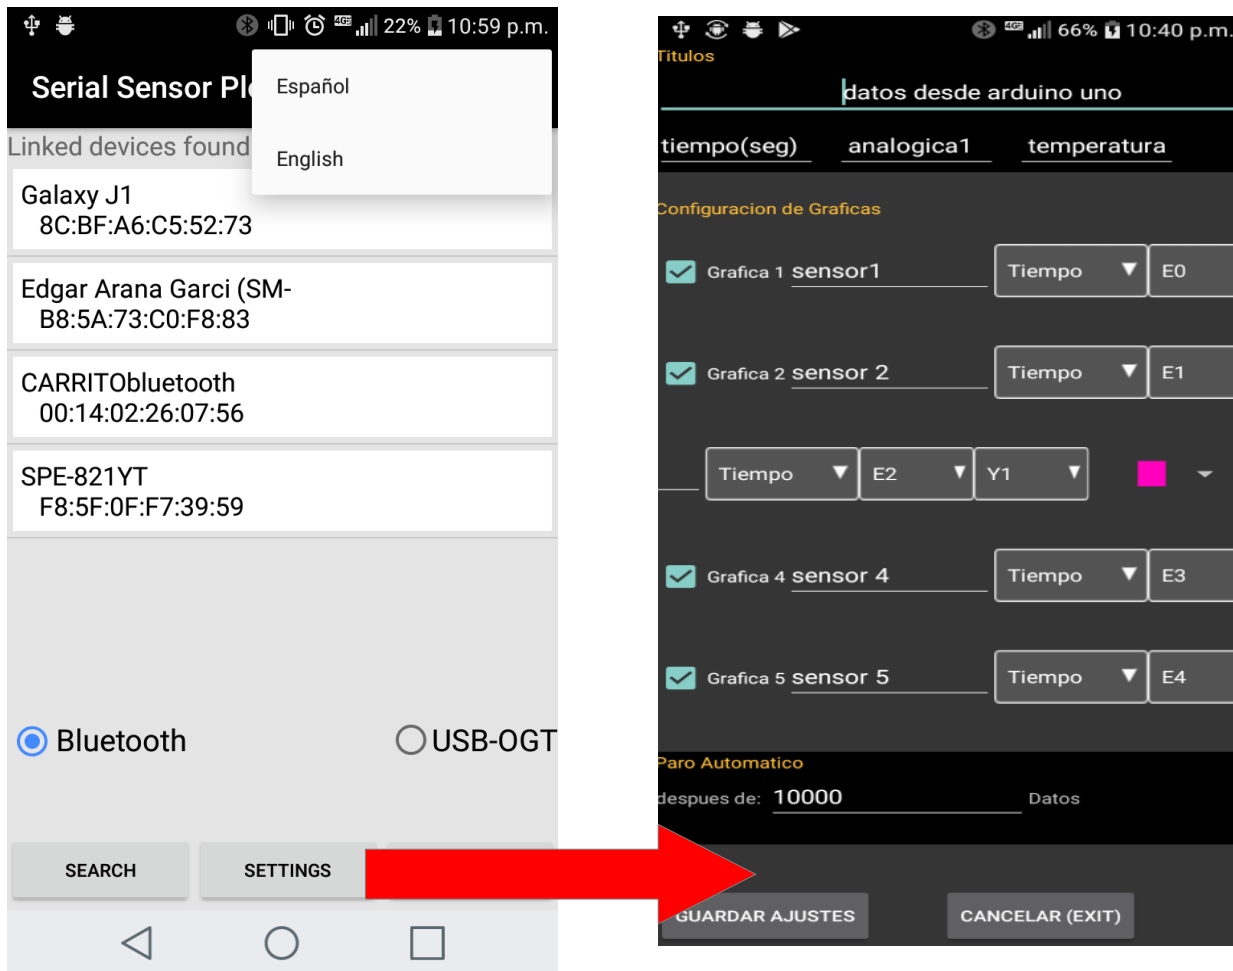 22% 10:59 p.m.
Serial Sensor Plo
Español
English
Linked devices found
Galaxy J1
8C:BF:A6:C5:52:73
Edgar Arana Garci (SM-
B8:5A:73:C0:F8:83
CARRITObluetooth
00:14:02:26:07:56
SPE-821YT
F8:5F:0F:F7:39:59
Bluetooth USB-OGT
SEARCH SETTINGS
4GE 66% 10:40 p.m.
Titulos
datos desde arduino uno
tiempo(seg) analogica1 temperatura
Configuracion de Graficas
Grafica 1 sensor1 Tiempo E0
Grafica 2 sensor 2 Tiempo E1
Tiempo E2 Y1
Grafica 4 sensor 4 Tiempo E3
Grafica 5 sensor 5 Tiempo E4
Paro Automatico
despues de: 10000 Datos
GUARDAR AJUSTES CANCELAR (EXIT)